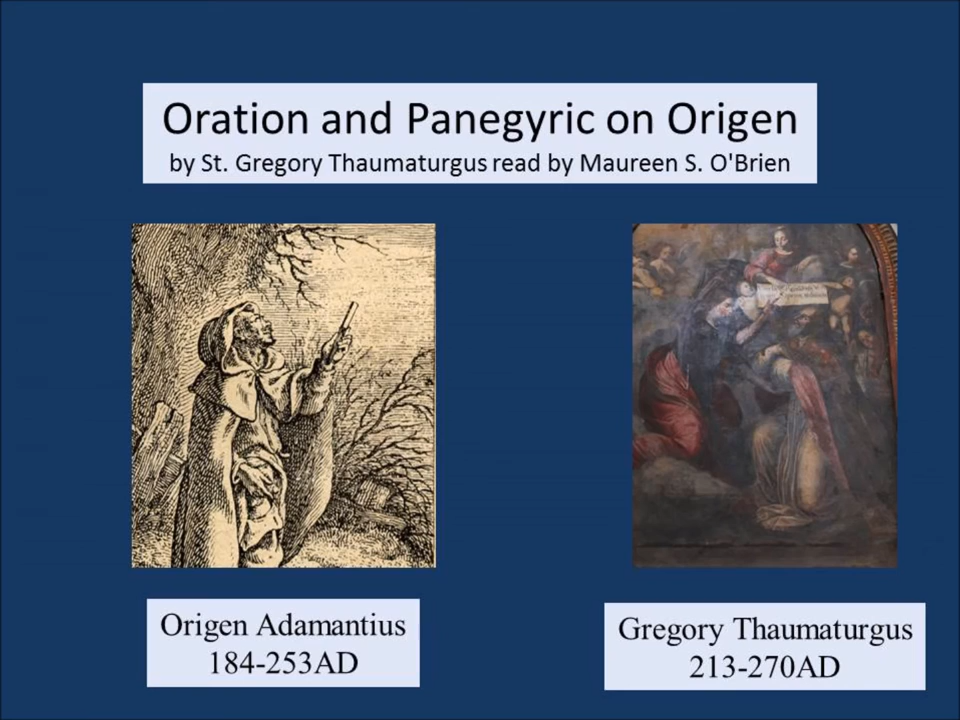 Oration and Panegyric on Origen
by St. Gregory Thaumaturgus read by Maureen S. O'Brien
Origen Adamantius
184-253AD
Gregory Thaumaturgus
213-270AD